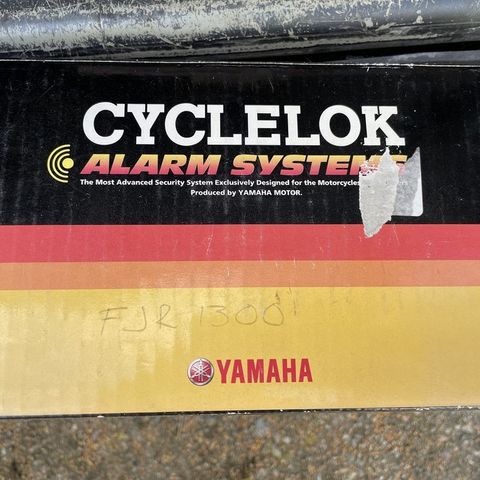 CYCLELOK
ALARM SYSTEMS
The Most Advanced Security System Exclusively Designed for the Motorcycles
Produced by YAMAHA MOTOR.
FJR 1300
YAMAHA